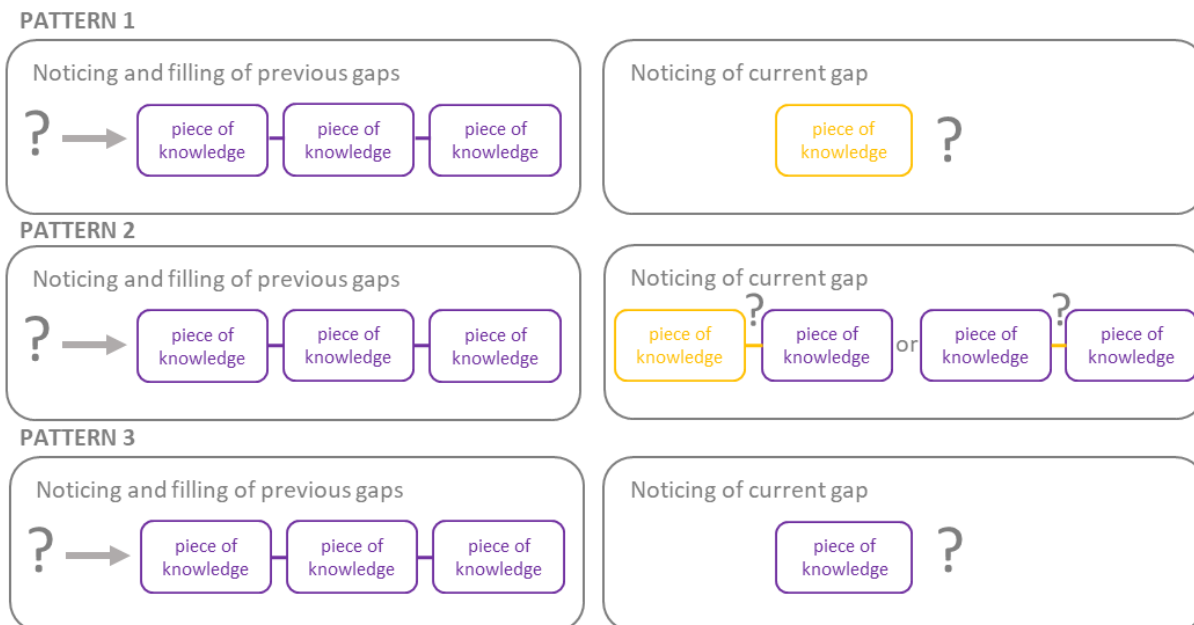 PATTERN 1
Noticing and filling of previous gaps
? piece of knowledge piece of knowledge piece of knowledge
Noticing of current gap
piece of knowledge ?
PATTERN 2
Noticing and filling of previous gaps
? piece of knowledge piece of knowledge piece of knowledge
Noticing of current gap
piece of knowledge ? piece of knowledge or piece of knowledge ? piece of knowledge
PATTERN 3
Noticing and filling of previous gaps
? piece of knowledge piece of knowledge piece of knowledge
Noticing of current gap
piece of knowledge ?